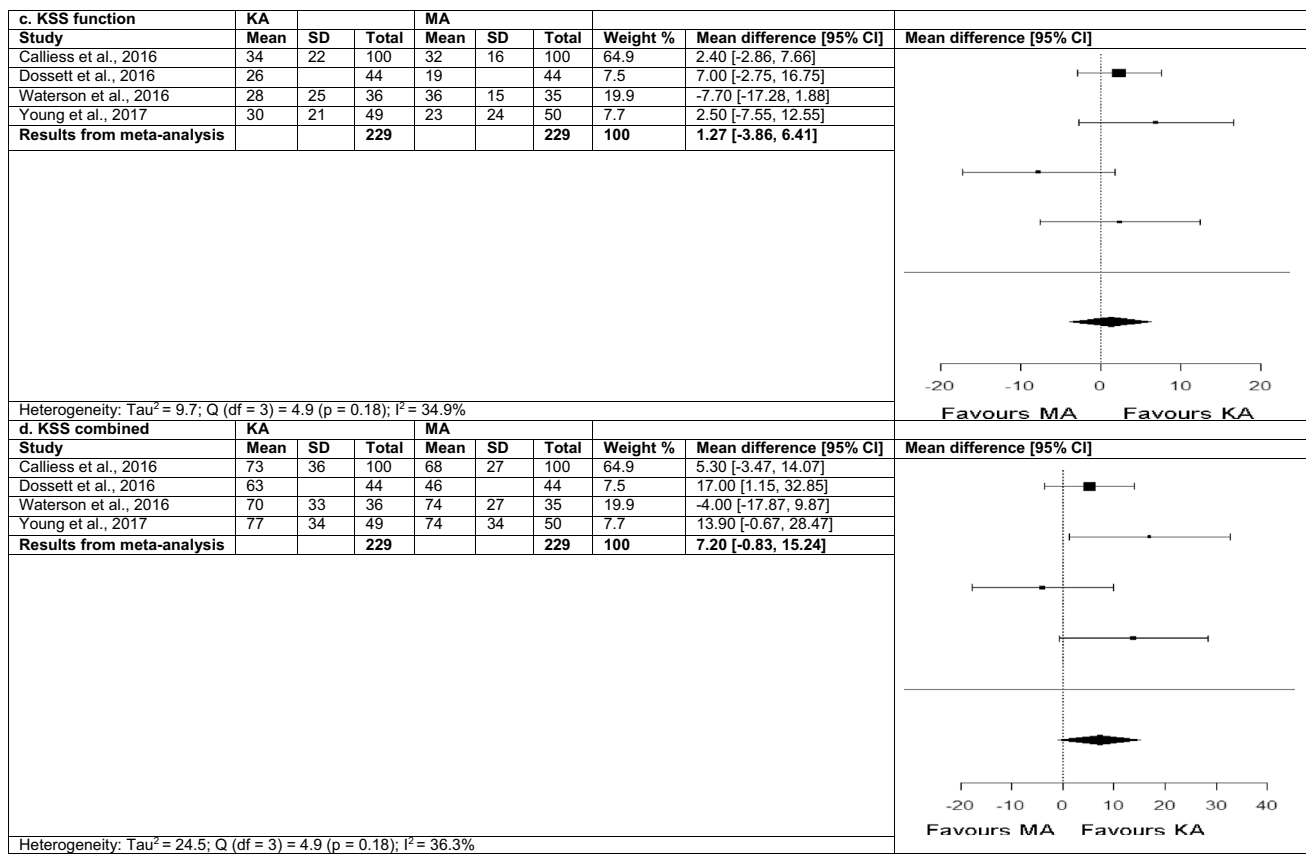 c. KSS function KA MA
Study Mean SD Total Mean SD Total Weight % Mean difference [95% CI] Mean difference [95% CI]
Calliess et al., 2016 34 22 100 32 16 100 64.9 2.40 [-2.86, 7.66]
Dossett et al., 2016 26 44 19 44 7.5 7.00 [-2.75, 16.75]
Waterson et al., 2016 28 25 36 36 15 35 19.9 -7.70 [-17.28, 1.88]
Young et al., 2017 30 21 49 23 24 50 7.7 2.50 [-7.55, 12.55]
Results from meta-analysis 229 229 100 1.27 [-3.86, 6.41]
-20 -10 0 10 20
Favours MA Favours KA
Heterogeneity: Tau² = 9.7; Q (df = 3) = 4.9 (p = 0.18); I² = 34.9%
d. KSS combined KA MA
Study Mean SD Total Mean SD Total Weight % Mean difference [95% CI] Mean difference [95% CI]
Calliess et al., 2016 73 36 100 68 27 100 64.9 5.30 [-3.47, 14.07]
Dossett et al., 2016 63 44 46 44 7.5 17.00 [1.15, 32.85]
Waterson et al., 2016 70 33 36 74 27 35 19.9 -4.00 [-17.87, 9.87]
Young et al., 2017 77 34 49 74 34 50 7.7 13.90 [-0.67, 28.47]
Results from meta-analysis 229 229 100 7.20 [-0.83, 15.24]
-20 -10 0 10 20 30 40
Favours MA Favours KA
Heterogeneity: Tau² = 24.5; Q (df = 3) = 4.9 (p = 0.18); I² = 36.3%